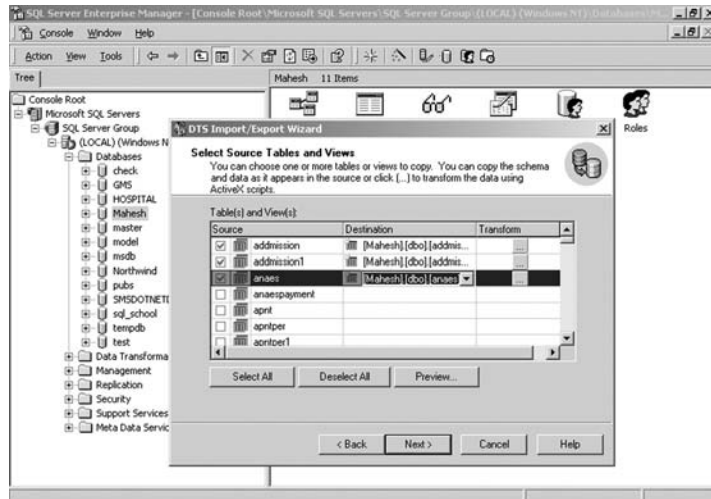 SQL Server Enterprise Manager - [Console Root\Microsoft SQL Servers\SQL Server Group\(LOCAL) (Windows NT)\Databases\M...
Console Window Help
Action View Tools
Tree
Mahesh 11 Items
Console Root
Microsoft SQL Servers
SQL Server Group
(LOCAL) (Windows N
Databases
check
GMS
HOSPITAL
Mahesh
master
model
msdb
Northwind
pubs
SMSDOTNET(
sql_school
tempdb
test
Data Transforma
Management
Replication
Security
Support Services
Meta Data Servic
Roles
DTS Import/Export Wizard
Select Source Tables and Views
You can choose one or more tables or views to copy. You can copy the schema
and data as it appears in the source or click (...) to transform the data using
ActiveX scripts.
Table(s) and View(s):
Source Destination Transform
addmission [Mahesh].[dbo].[addmis... ...
addmission1 [Mahesh].[dbo].[addmis... ...
anaes [Mahesh].[dbo].[anaes] ...
anaespayment
apnt
apntper
apntper1
Select All Deselect All Preview...
< Back Next > Cancel Help